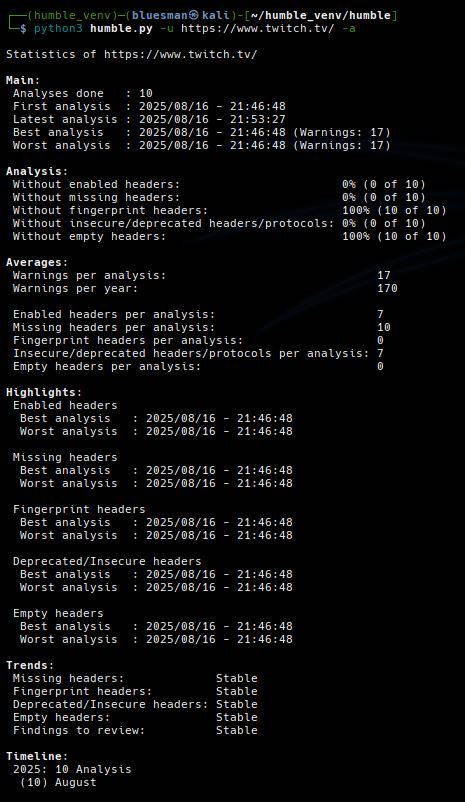 ┌──(humble_venv)─(bluesman㉿kali)-[~/humble_venv/humble]
└─$ python3 humble.py -u https://www.twitch.tv/ -a
Statistics of https://www.twitch.tv/
Main:
Analyses done   : 10
First analysis  : 2025/08/16 - 21:46:48
Latest analysis : 2025/08/16 - 21:53:27
Best analysis   : 2025/08/16 - 21:46:48 (Warnings: 17)
Worst analysis  : 2025/08/16 - 21:46:48 (Warnings: 17)
Analysis:
Without enabled headers:                       0% (0 of 10)
Without missing headers:                       0% (0 of 10)
Without fingerprint headers:                   100% (10 of 10)
Without insecure/deprecated headers/protocols: 0% (0 of 10)
Without empty headers:                         100% (10 of 10)
Averages:
Warnings per analysis:                              17
Warnings per year:                                  170
Enabled headers per analysis:                       7
Missing headers per analysis:                       10
Fingerprint headers per analysis:                   0
Insecure/deprecated headers/protocols per analysis: 7
Empty headers per analysis:                         0
Highlights:
Enabled headers
Best analysis   : 2025/08/16 - 21:46:48
Worst analysis  : 2025/08/16 - 21:46:48
Missing headers
Best analysis   : 2025/08/16 - 21:46:48
Worst analysis  : 2025/08/16 - 21:46:48
Fingerprint headers
Best analysis   : 2025/08/16 - 21:46:48
Worst analysis  : 2025/08/16 - 21:46:48
Deprecated/Insecure headers
Best analysis   : 2025/08/16 - 21:46:48
Worst analysis  : 2025/08/16 - 21:46:48
Empty headers
Best analysis   : 2025/08/16 - 21:46:48
Worst analysis  : 2025/08/16 - 21:46:48
Trends:
Missing headers:             Stable
Fingerprint headers:         Stable
Deprecated/Insecure headers: Stable
Empty headers:               Stable
Findings to review:          Stable
Timeline:
2025: 10 Analysis
(10) August